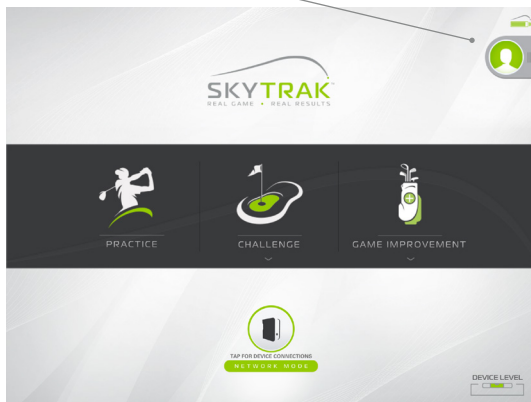 SKYTRAK
REAL GAME • REAL RESULTS
PRACTICE
CHALLENGE
GAME IMPROVEMENT
TAP FOR DEVICE CONNECTIONS
NETWORK MODE
DEVICE LEVEL